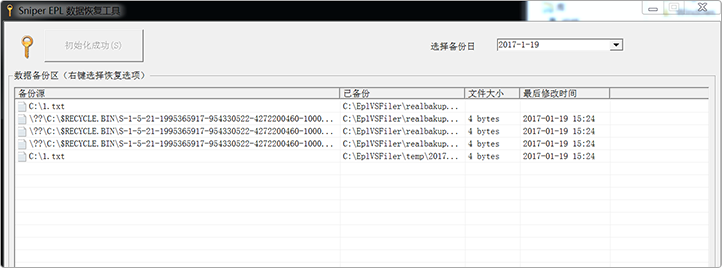 Sniper EPL 数据恢复工具
初始化成功(S)
选择备份日 2017-1-19
数据备份区（右键选择恢复选项）
备份源 已备份 文件大小 最后修改时间
C:\1.txt C:\EplVSFiler\realbakup...
\??\C:\$RECYCLE.BIN\S-1-5-21-1995365917-954330522-4272200460-1000... C:\EplVSFiler\realbakup... 4 bytes 2017-01-19 15:24
\??\C:\$RECYCLE.BIN\S-1-5-21-1995365917-954330522-4272200460-1000... C:\EplVSFiler\realbakup... 4 bytes 2017-01-19 15:24
\??\C:\$RECYCLE.BIN\S-1-5-21-1995365917-954330522-4272200460-1000... C:\EplVSFiler\realbakup... 4 bytes 2017-01-19 15:24
C:\1.txt C:\EplVSFiler\temp\2017... 4 bytes 2017-01-19 15:24